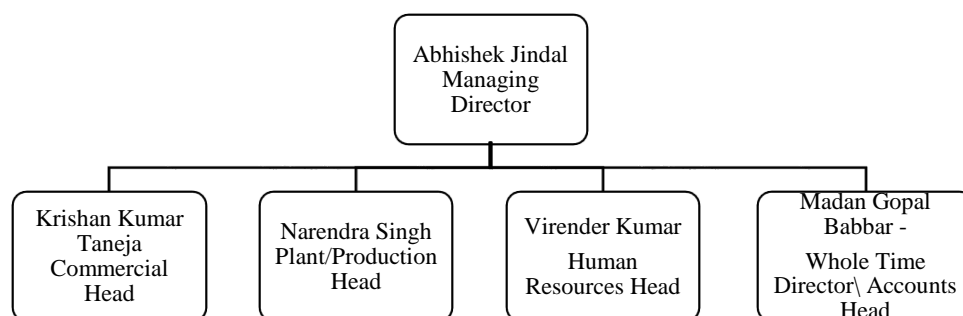 Abhishek Jindal
Managing
Director
Krishan Kumar
Taneja
Commercial
Head
Narendra Singh
Plant/Production
Head
Virender Kumar
Human
Resources Head
Madan Gopal
Babbar -
Whole Time
Director\ Accounts
Head